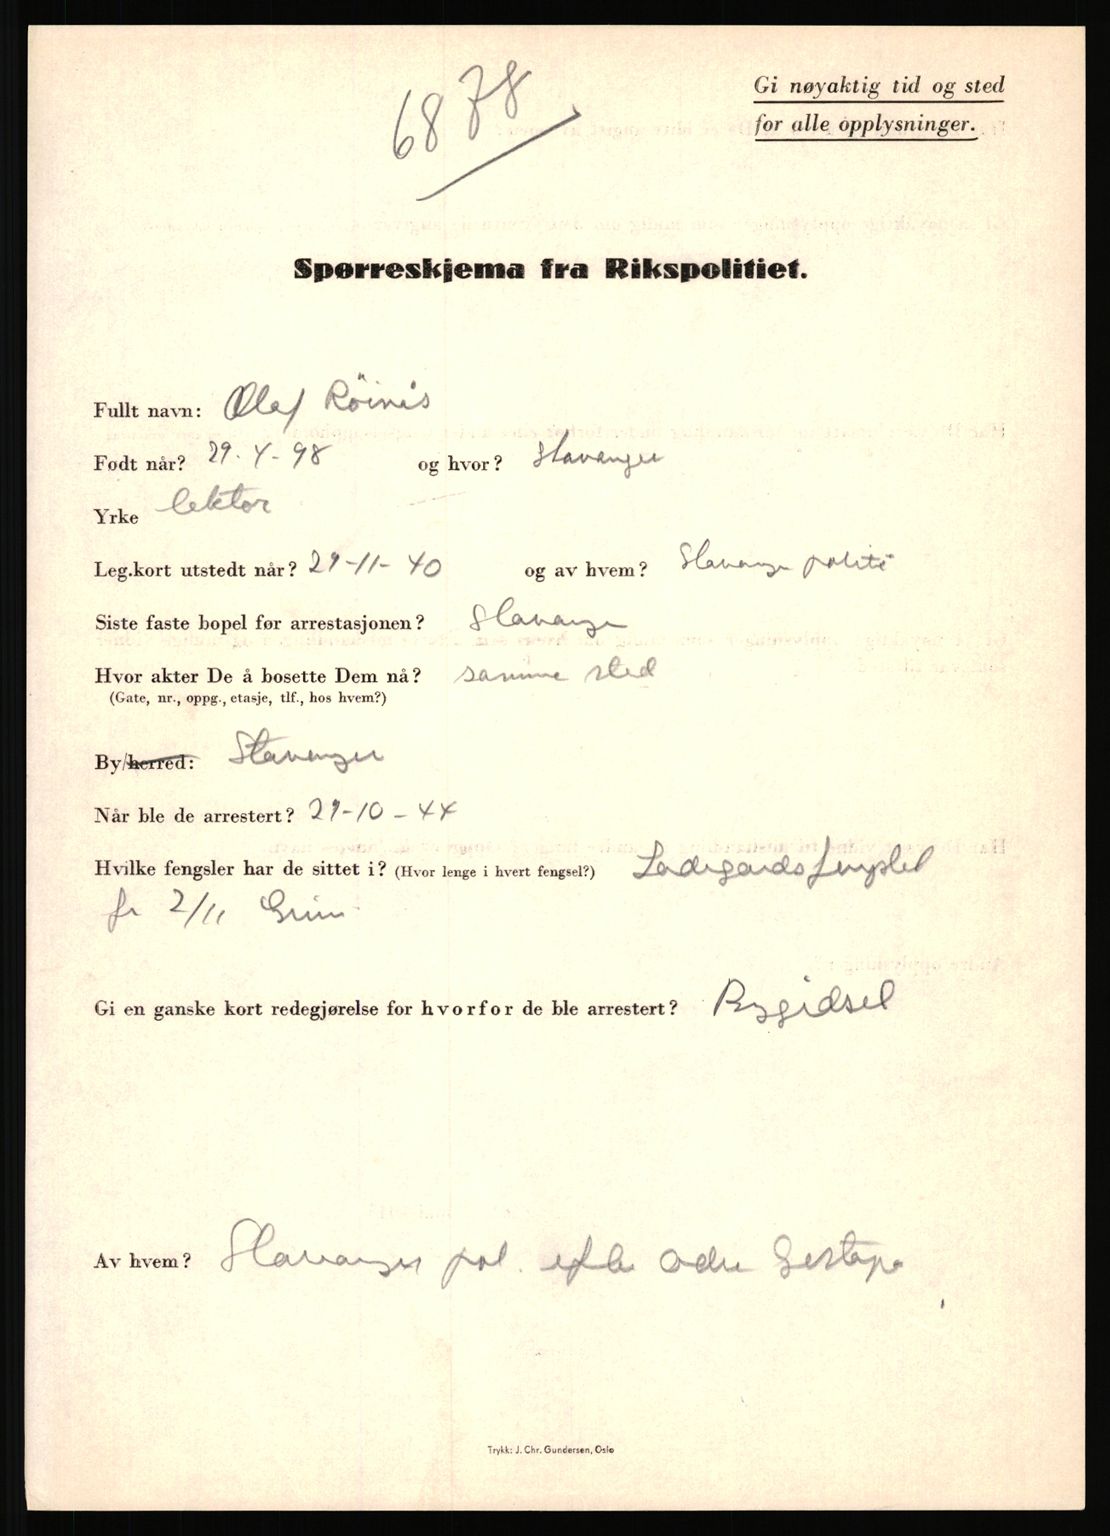 6878
Gi nøyaktig tid og sted
for alle opplysninger.
Spørreskjema fra Rikspolitiet.
Fullt navn: Olaf Röinås
Født når? 29-4-98 og hvor? Stavanger
Yrke lektor
Leg.kort utstedt når? 29-11-40 og av hvem? Stavanger politi
Siste faste bopel før arrestasjonen? Stavanger
Hvor akter De å bosette Dem nå? samme sted
(Gate, nr., oppg., etasje, tlf., hos hvem?)
By/herred: Stavanger
Når ble de arrestert? 29-10-44
Hvilke fengsler har de sittet i? (Hvor lenge i hvert fengsel?) Ladegaards fengslet
fr 2/11 Grini
Gi en ganske kort redegjørelse for hvorfor de ble arrestert? Bygidsel
Av hvem? Stavanger pol. efter ordre Gestapo
Trykk: J. Chr. Gundersen, Oslo